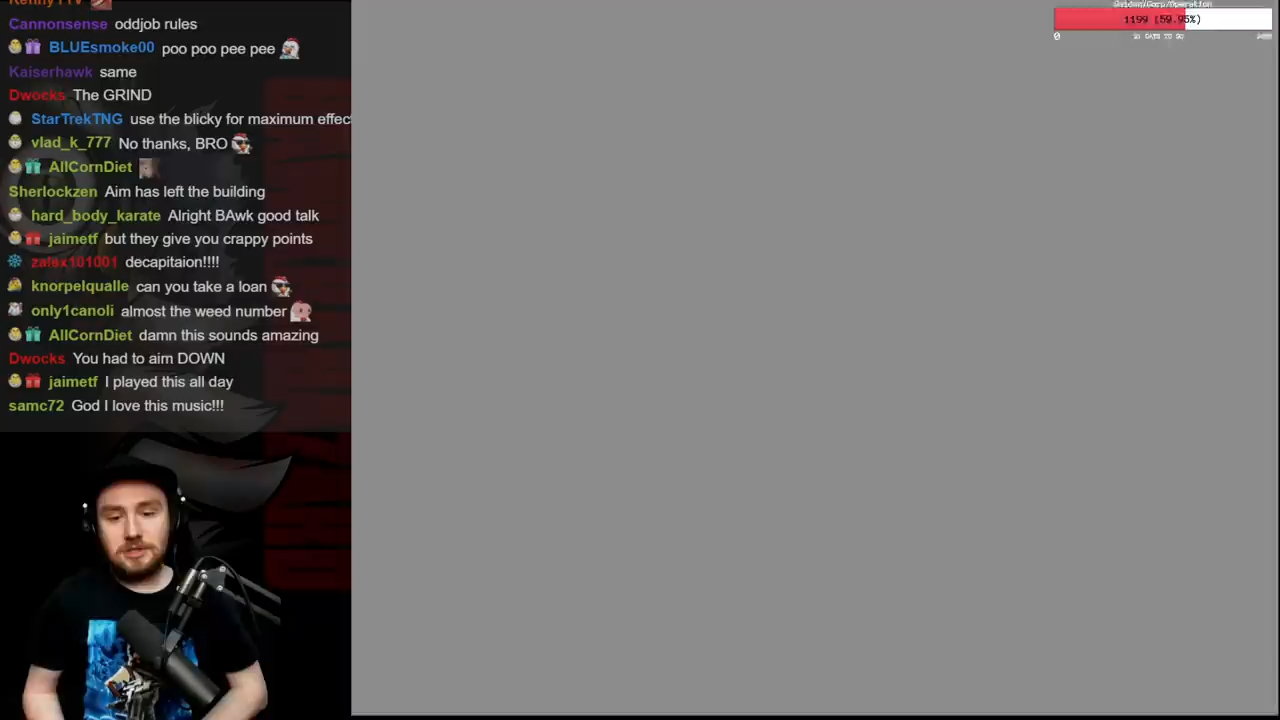 Cannonsense oddjob rules
BLUEsmoke00 poo poo pee pee
Kaiserhawk same
Dwocks The GRIND
StarTrekTNG use the blicky for maximum effect
vlad_k_777 No thanks, BRO
AllCornDiet
Sherlockzen Aim has left the building
hard_body_karate Alright BAwk good talk
jaimetf but they give you crappy points
zalex101001 decapitaion!!!!
knorpelqualle can you take a loan
only1canoli almost the weed number
AllCornDiet damn this sounds amazing
Dwocks You had to aim DOWN
jaimetf I played this all day
samc72 God I love this music!!!
1199 (59.95%)
0